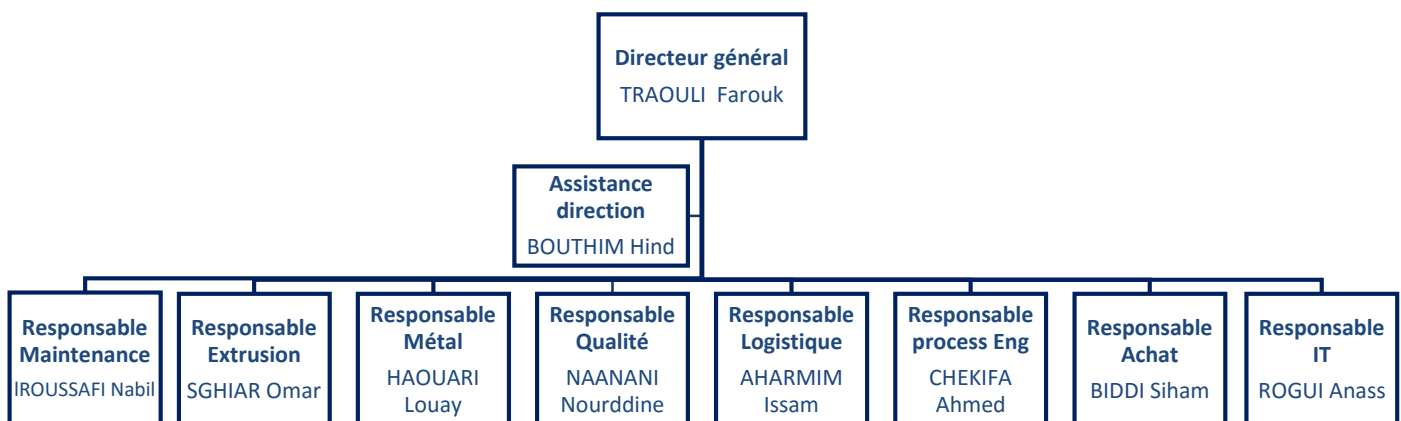 Directeur général
TRAOULI Farouk
Assistance
direction
BOUTHIM Hind
Responsable
Maintenance
IROUSSAFI Nabil
Responsable
Extrusion
SGHIAR Omar
Responsable
Métal
HAOUARI
Louay
Responsable
Qualité
NAANANI
Nourddine
Responsable
Logistique
AHARMIM
Issam
Responsable
process Eng
CHEKIFA
Ahmed
Responsable
Achat
BIDDI Siham
Responsable
IT
ROGUI Anass